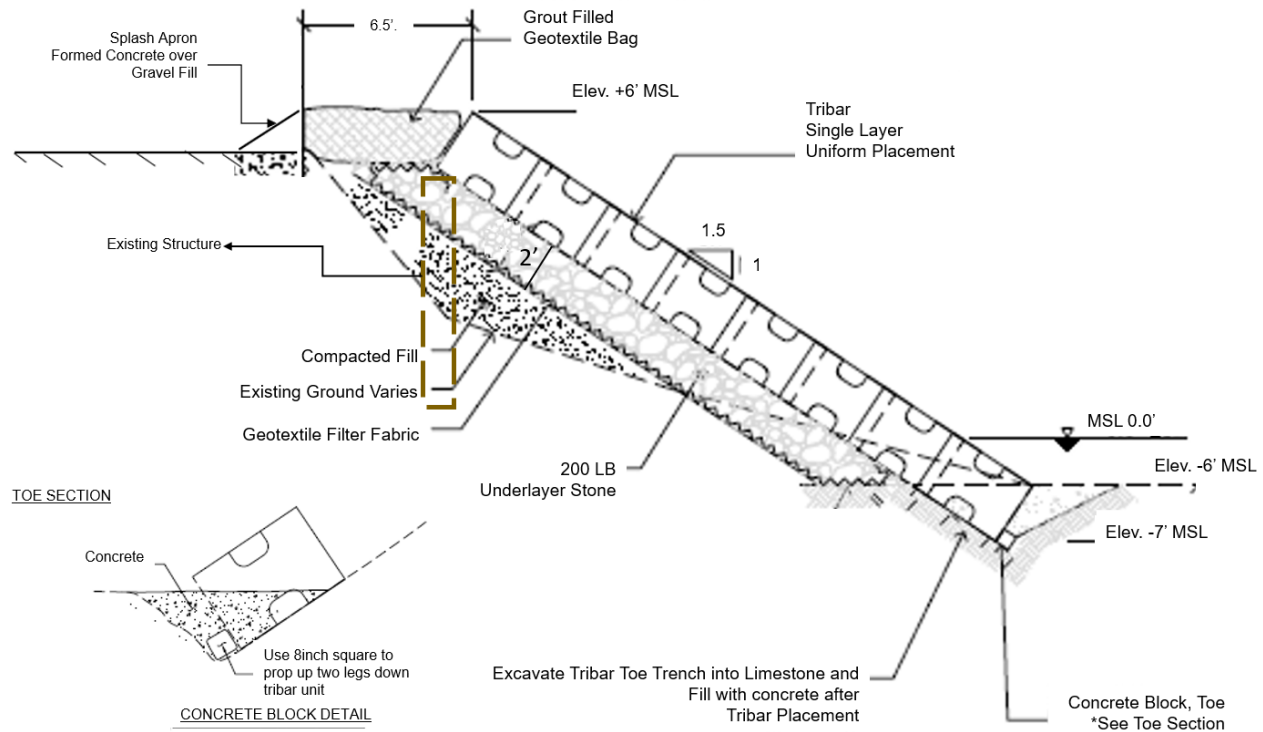 6.5'.
Grout Filled
Geotextile Bag
Splash Apron
Formed Concrete over
Gravel Fill
Elev. +6' MSL
Tribar
Single Layer
Uniform Placement
1.5
1
Existing Structure
2'
Compacted Fill
Existing Ground Varies
Geotextile Filter Fabric
MSL 0.0'
200 LB
Underlayer Stone
Elev. -6' MSL
Elev. -7' MSL
TOE SECTION
Concrete
Use 8inch square to
prop up two legs down
tribar unit
CONCRETE BLOCK DETAIL
Excavate Tribar Toe Trench into Limestone and
Fill with concrete after
Tribar Placement
Concrete Block, Toe
*See Toe Section